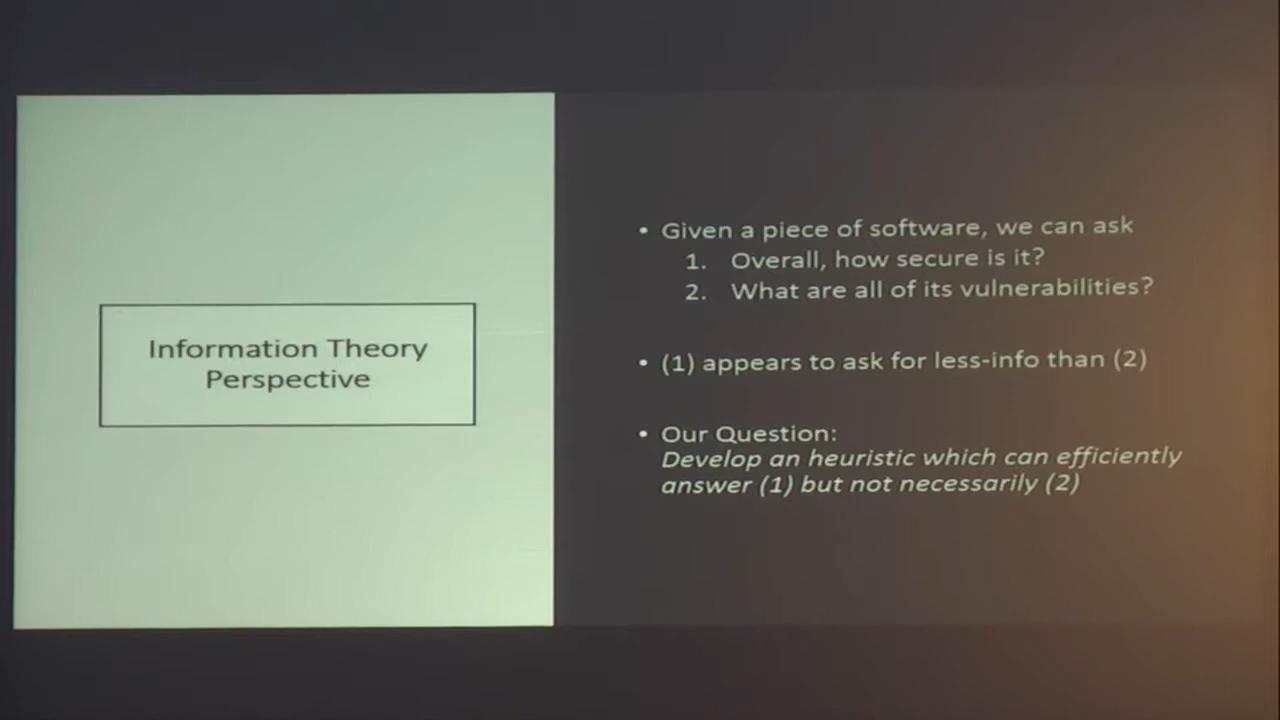 Information Theory
Perspective
• Given a piece of software, we can ask
1. Overall, how secure is it?
2. What are all of its vulnerabilities?
• (1) appears to ask for less-info than (2)
• Our Question:
Develop an heuristic which can efficiently
answer (1) but not necessarily (2)